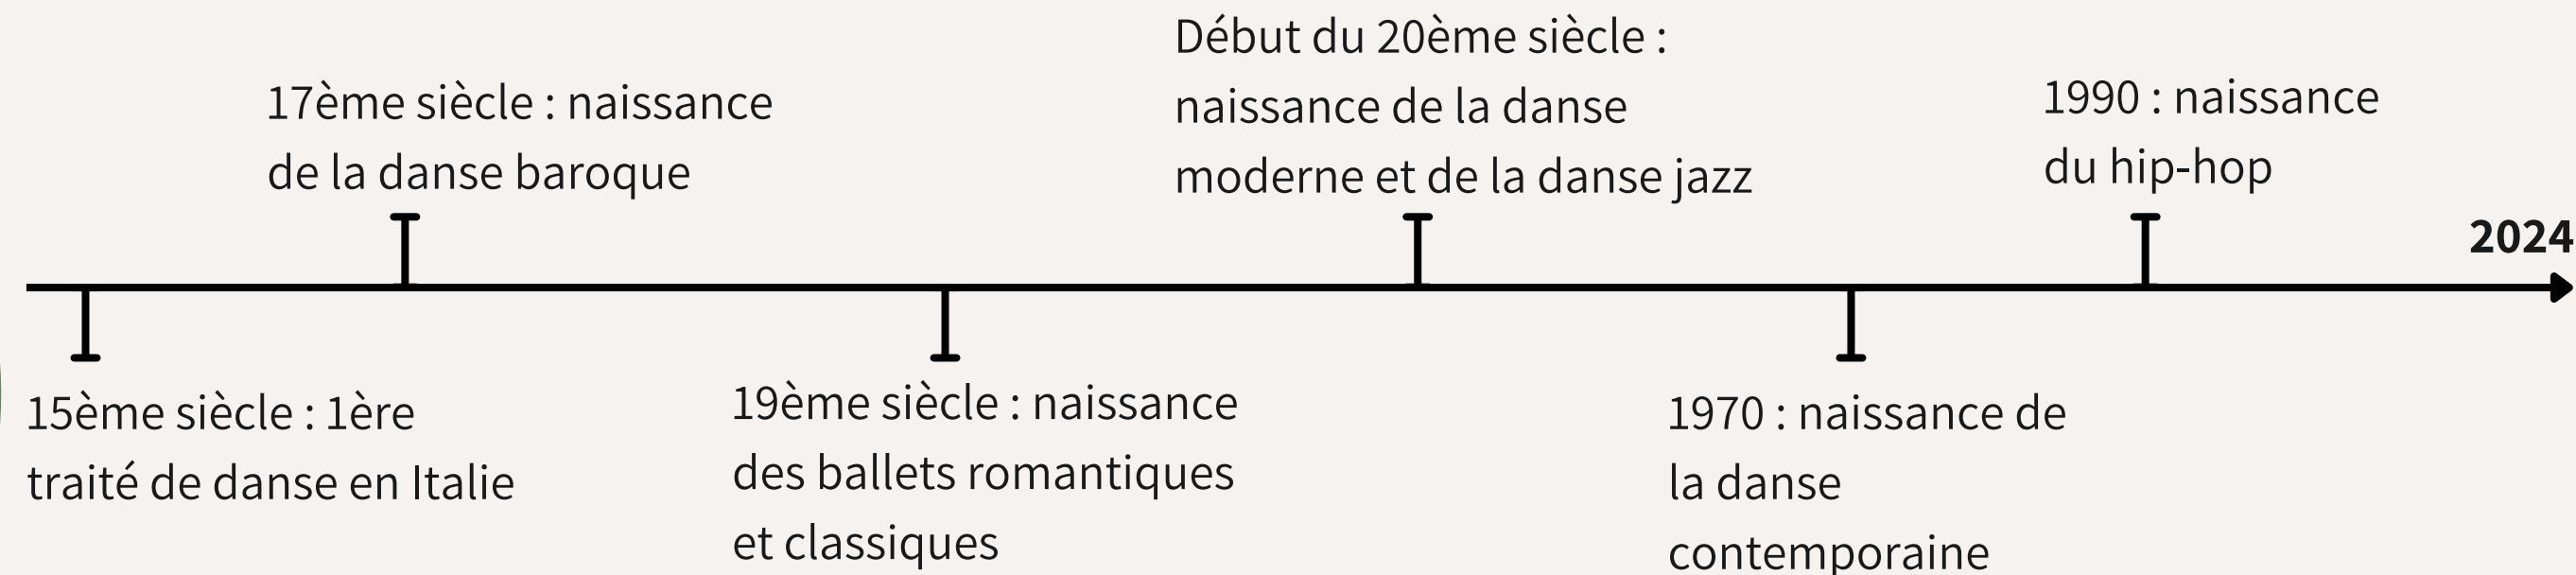 Début du 20ème siècle :
naissance de la danse
moderne et de la danse jazz
17ème siècle : naissance
de la danse baroque
1990 : naissance
du hip-hop
2024
15ème siècle : 1ère
traité de danse en Italie
19ème siècle : naissance
des ballets romantiques
et classiques
1970 : naissance de
la danse
contemporaine